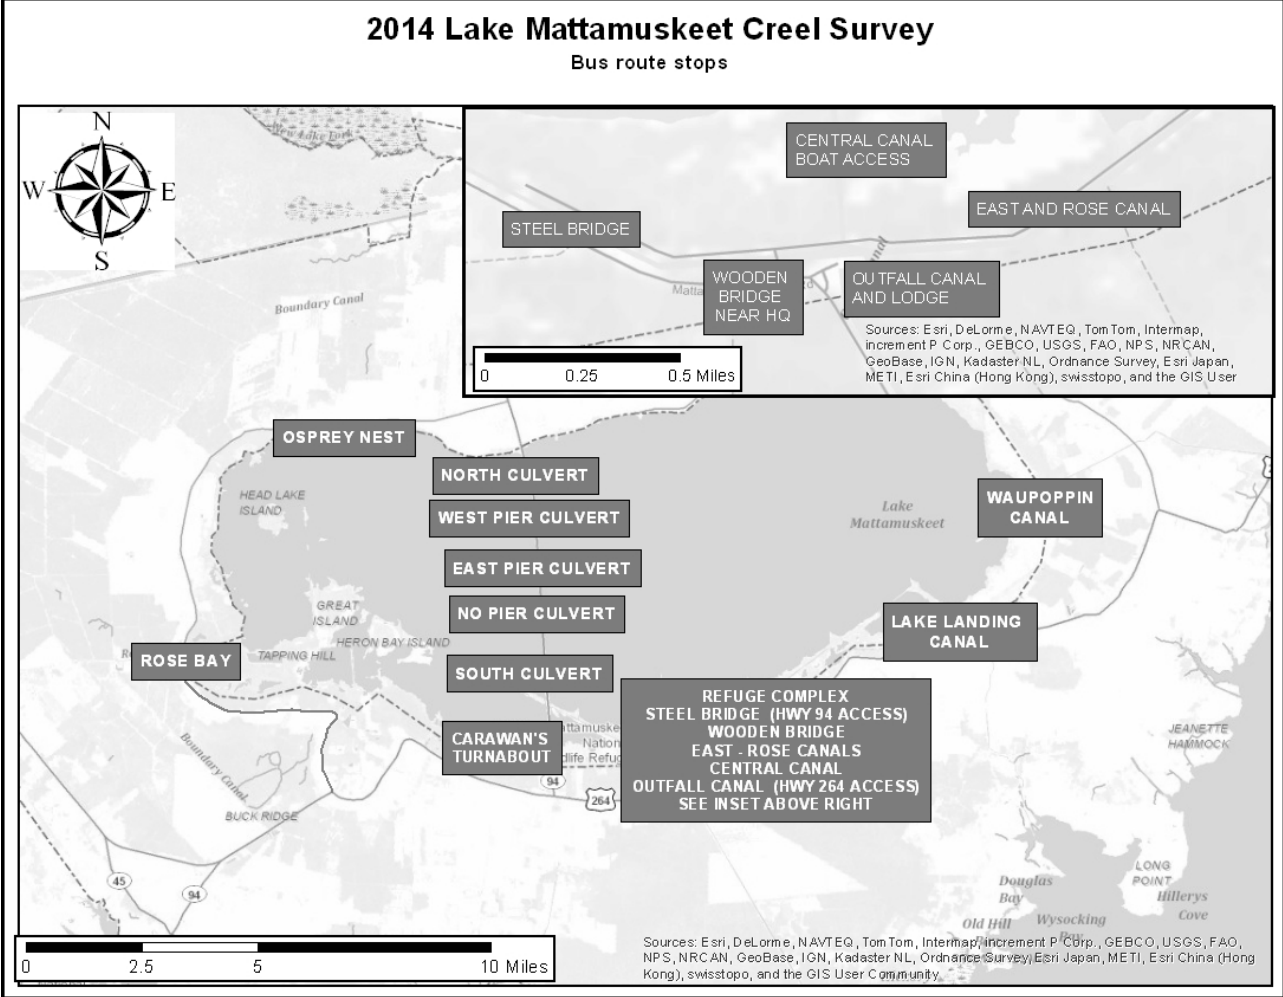 2014 Lake Mattamuskeet Creel Survey
Bus route stops
N
W
E
S
New Lake Fork
Boundary Canal
CENTRAL CANAL
BOAT ACCESS
EAST AND ROSE CANAL
STEEL BRIDGE
WOODEN
BRIDGE
NEAR HQ
OUTFALL CANAL
AND LODGE
Sources: Esri, DeLorme, NAVTEQ, TomTom, Intermap,
increment P Corp., GEBCO, USGS, FAO, NPS, NRCAN,
GeoBase, IGN, Kadaster NL, Ordnance Survey, Esri Japan,
METI, Esri China (Hong Kong), swisstopo, and the GIS User
0 0.25 0.5 Miles
OSPREY NEST
NORTH CULVERT
HEAD LAKE
ISLAND
WEST PIER CULVERT
Lake
Mattamuskeet
WAUPOPPIN
CANAL
EAST PIER CULVERT
GREAT
ISLAND
NO PIER CULVERT
HERON BAY ISLAND
LAKE LANDING
CANAL
ROSE BAY
TAPPING HILL
SOUTH CULVERT
REFUGE COMPLEX
STEEL BRIDGE (HWY 94 ACCESS)
WOODEN BRIDGE
EAST - ROSE CANALS
CENTRAL CANAL
OUTFALL CANAL (HWY 264 ACCESS)
SEE INSET ABOVE RIGHT
CARAWAN'S
TURNABOUT
JEANETTE
HAMMOCK
Boundary Canal
94
264
BUCK RIDGE
45
94
LONG
POINT
Douglas
Bay
Hillerys
Cove
Old Hill
Wysocking
Bay
Sources: Esri, DeLorme, NAVTEQ, TomTom, Intermap, increment P Corp., GEBCO, USGS, FAO,
NPS, NRCAN, GeoBase, IGN, Kadaster NL, Ordnance Survey, Esri Japan, METI, Esri China (Hong
Kong), swisstopo, and the GIS User Community
0 2.5 5 10 Miles